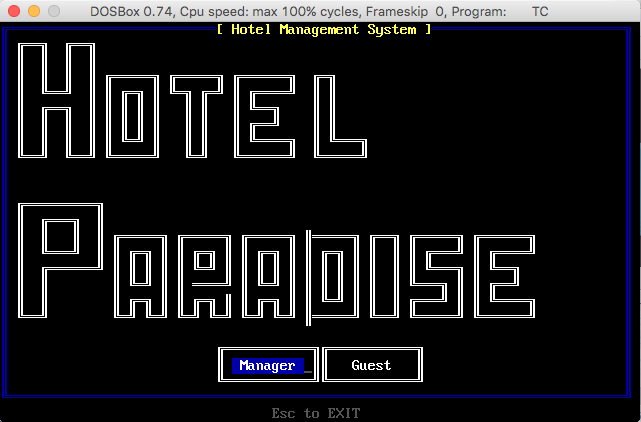 DOSBox 0.74, Cpu speed: max 100% cycles, Frameskip 0, Program: TC
[ Hotel Management System ]
HOTEL
PARADISE
Manager_ Guest
Esc to EXIT